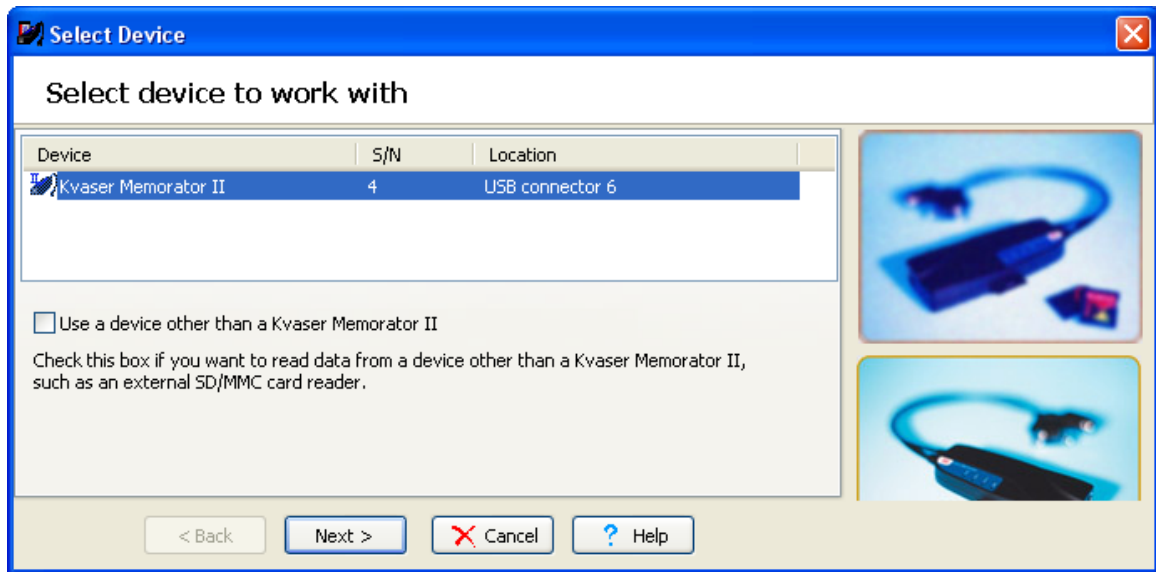 Select Device
Select device to work with
Device S/N Location
Kvaser Memorator II 4 USB connector 6
Use a device other than a Kvaser Memorator II
Check this box if you want to read data from a device other than a Kvaser Memorator II,
such as an external SD/MMC card reader.
< Back Next > Cancel ? Help